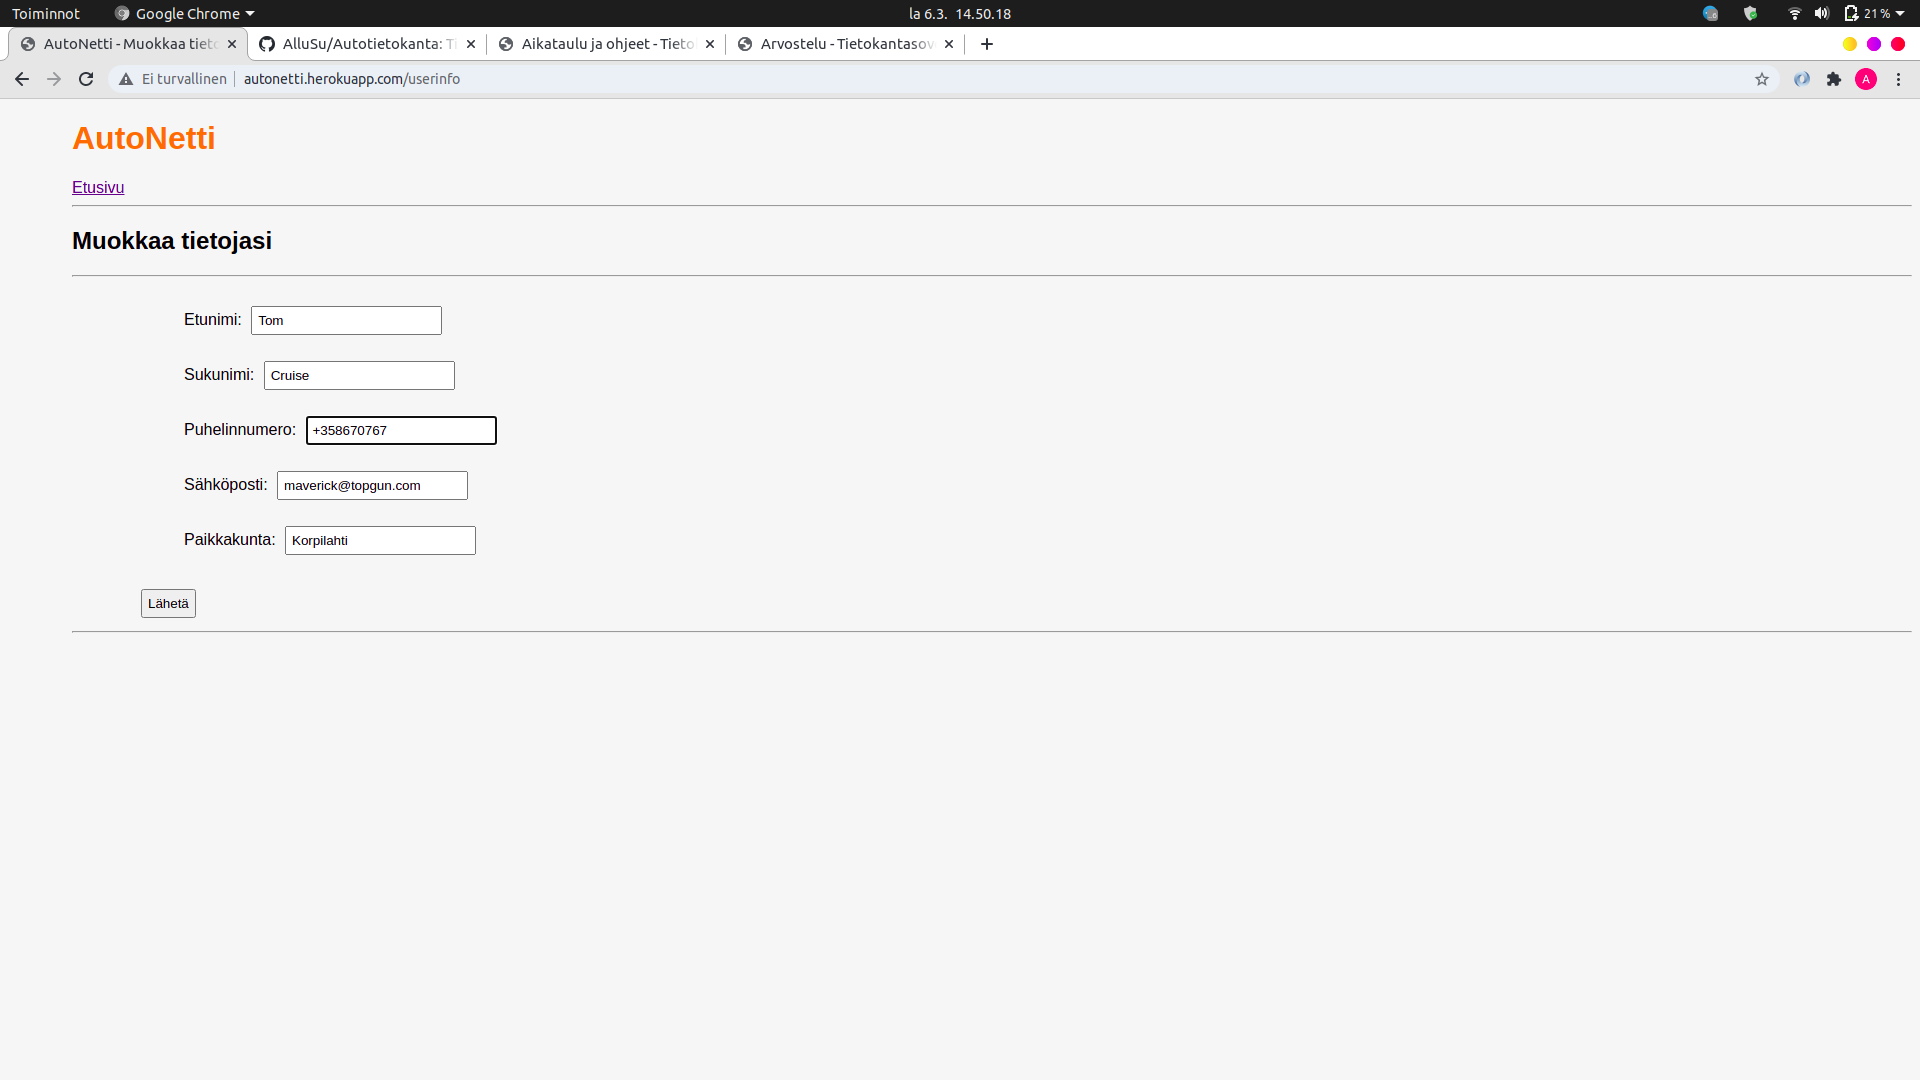 Toiminnot
Google Chrome
la 6.3. 14.50.18
21 %
AutoNetti - Muokkaa tieto
AlluSu/Autotietokanta: Ti
Aikataulu ja ohjeet - Tieto
Arvostelu - Tietokantasov
Ei turvallinen
autonetti.herokuapp.com/userinfo
A
AutoNetti
Etusivu
Muokkaa tietojasi
Etunimi: Tom
Sukunimi: Cruise
Puhelinnumero: +358670767
Sähköposti: maverick@topgun.com
Paikkakunta: Korpilahti
Lähetä